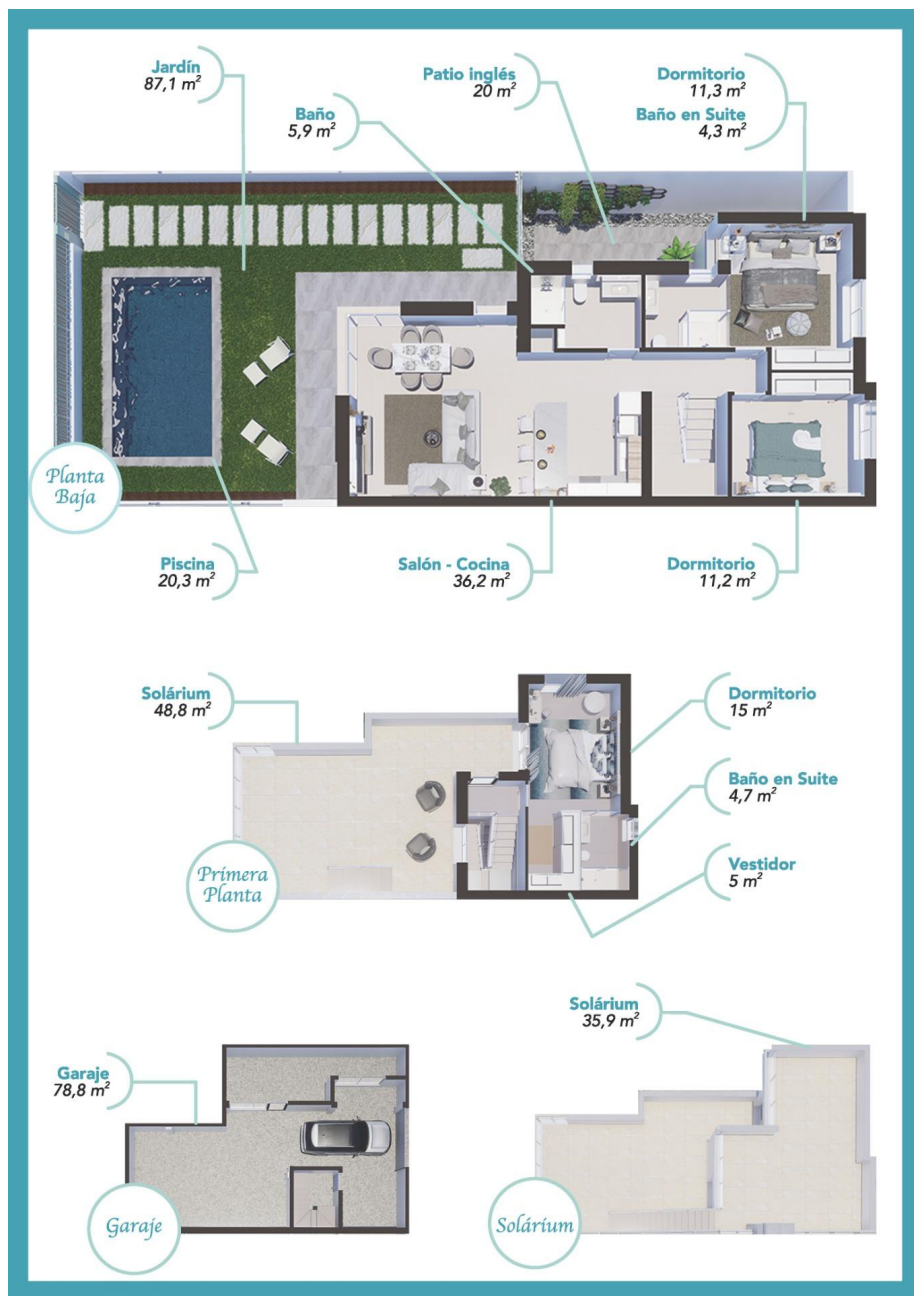 Jardín
87,1 m²
Baño
5,9 m²
Patio inglés
20 m²
Dormitorio
11,3 m²
Baño en Suite
4,3 m²
Planta
Baja
Piscina
20,3 m²
Salón - Cocina
36,2 m²
Dormitorio
11,2 m²
Solárium
48,8 m²
Dormitorio
15 m²
Baño en Suite
4,7 m²
Vestidor
5 m²
Primera
Planta
Garaje
78,8 m²
Garaje
Solárium
35,9 m²
Solárium